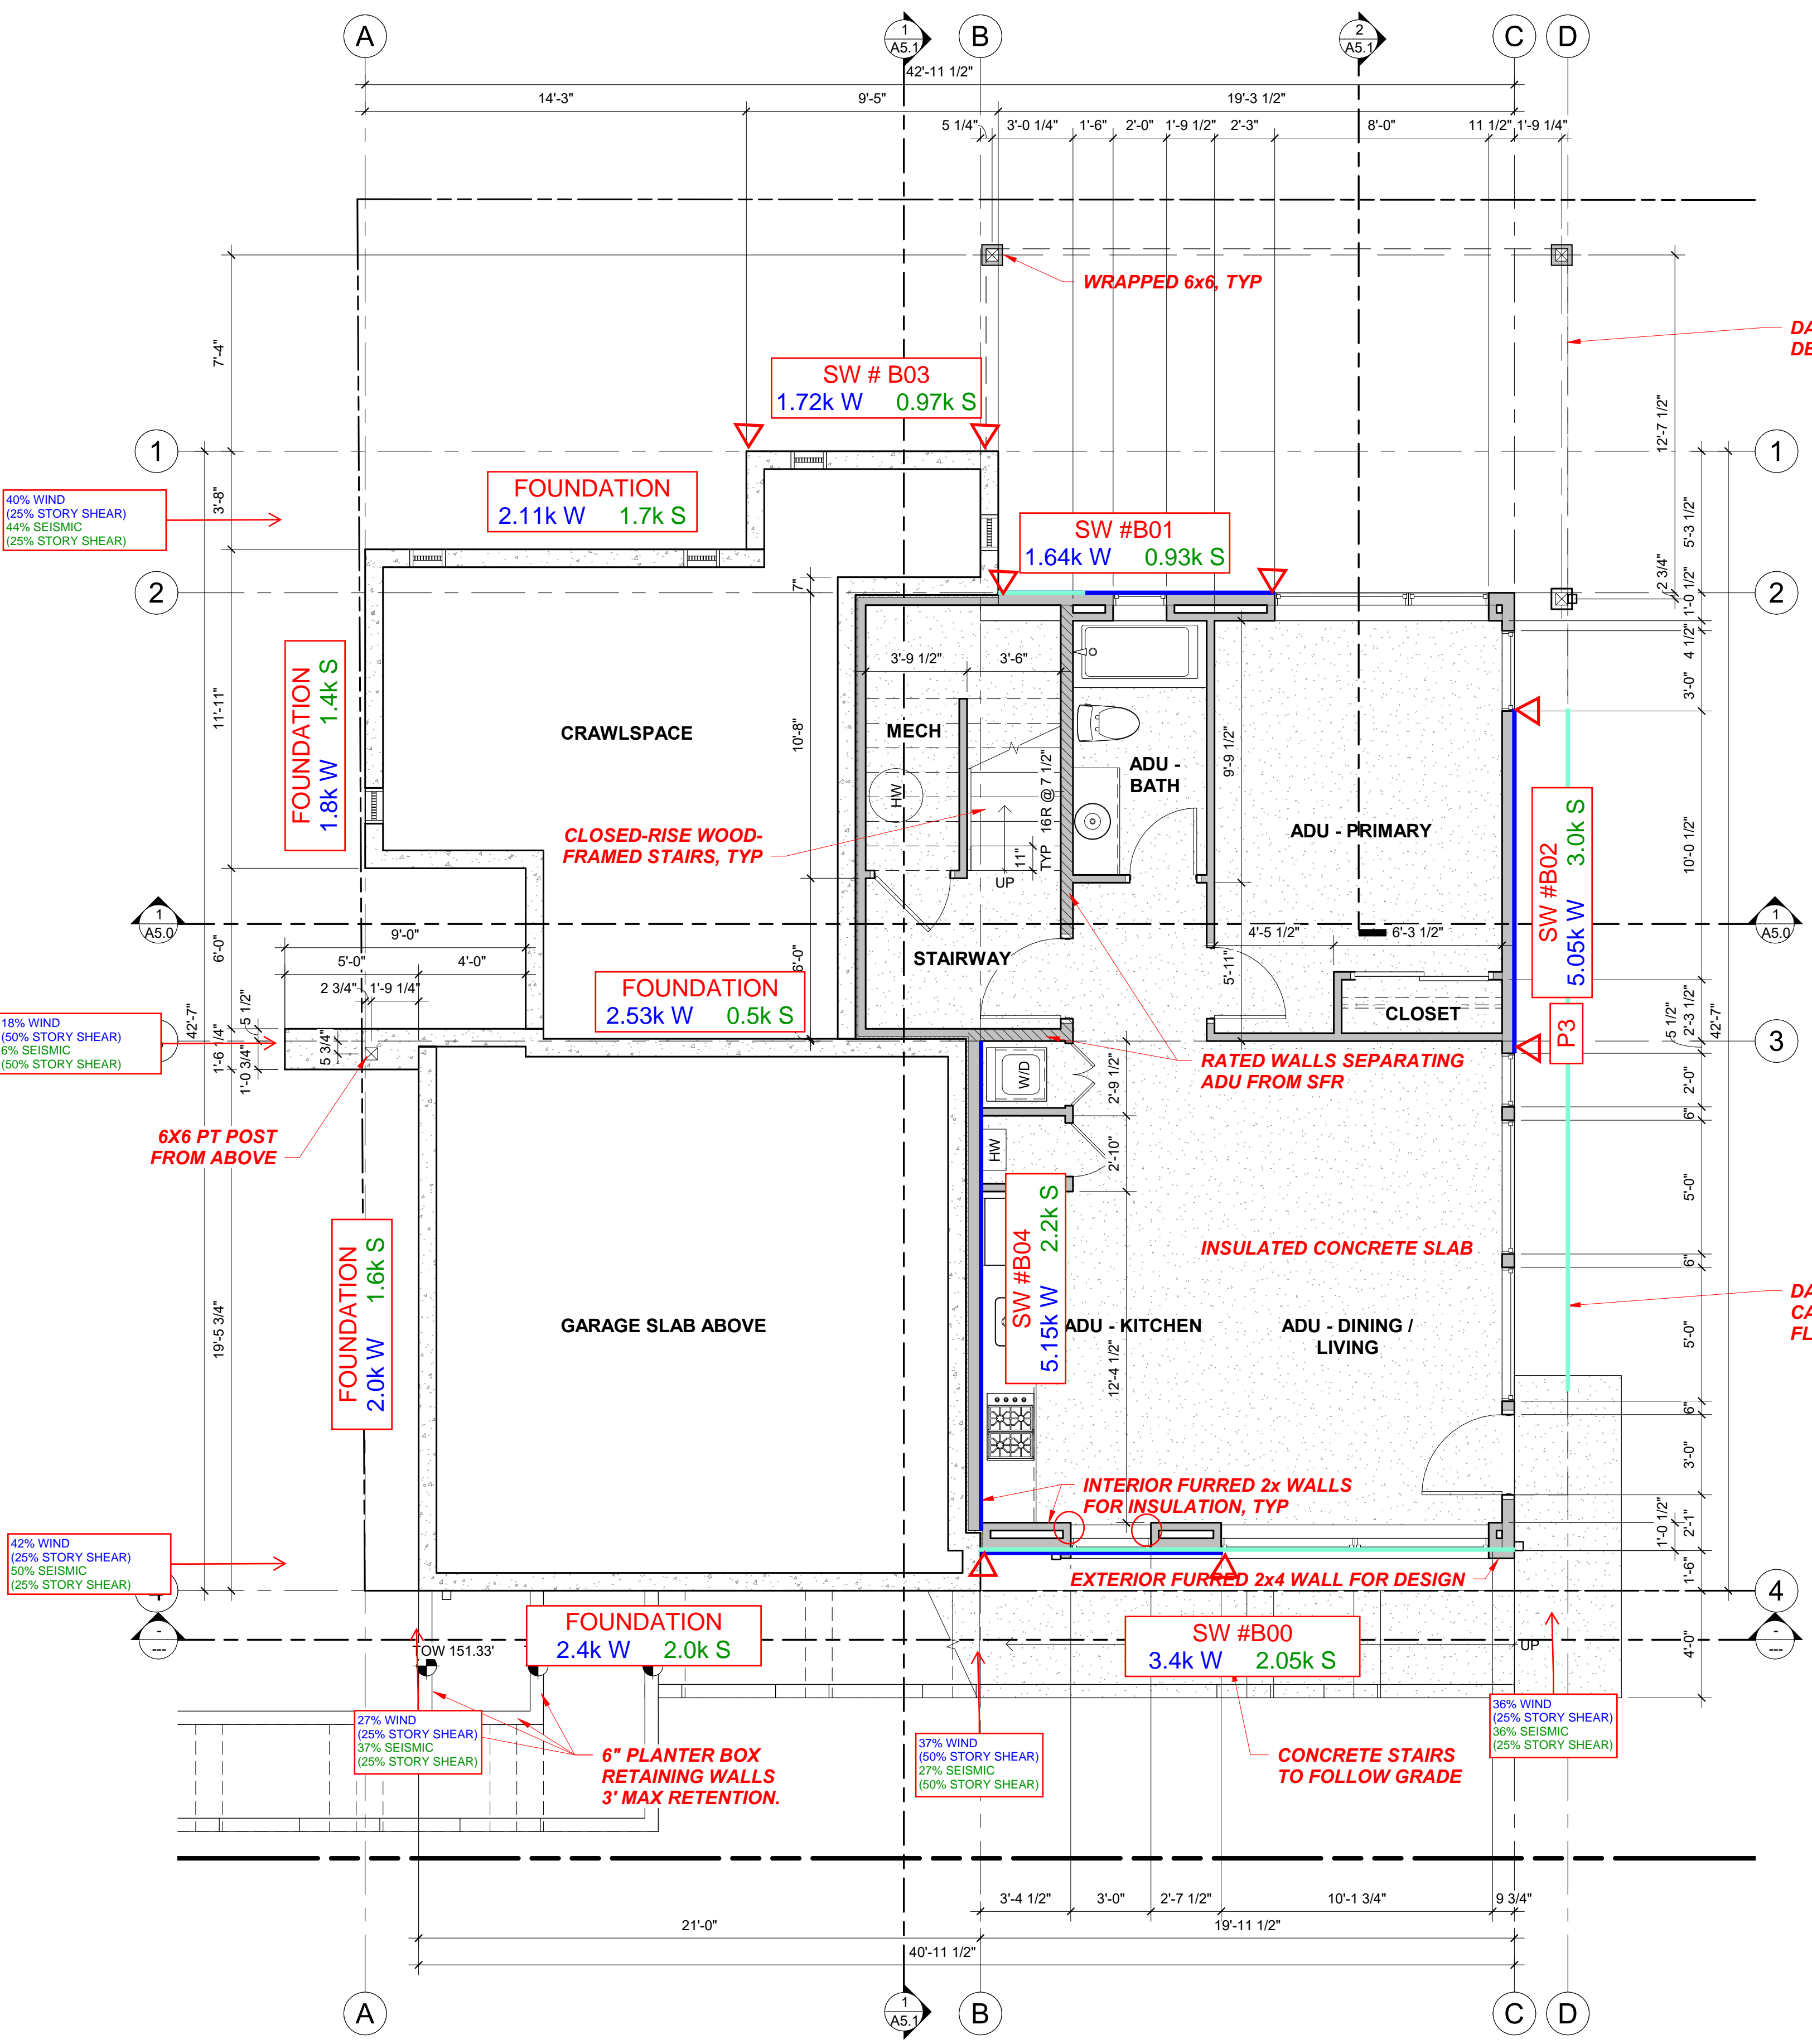 A
1
A5.1
B
2
A5.1
C
D
42'-11 1/2"
14'-3"
9'-5"
19'-3 1/2"
5 1/4"
3'-0 1/4"
1'-6"
2'-0"
1'-9 1/2"
2'-3"
8'-0"
11 1/2"
1'-9 1/4"
WRAPPED 6x6, TYP
DA
DE
7'-4"
12'-7 1/2"
SW # B03
1.72k W 0.97k S
1
1
40% WIND
(25% STORY SHEAR)
44% SEISMIC
(25% STORY SHEAR)
3'-8"
FOUNDATION
2.11k W 1.7k S
SW #B01
1.64k W 0.93k S
5'-3 1/2"
2 3/4"
2
7"
1'-0 1/2"
2
4 1/2"
3'-0"
FOUNDATION
1.8k W 1.4k S
11'-11"
3'-9 1/2"
3'-6"
CRAWLSPACE
MECH
10'-8"
HW
16R @ 7 1/2"
TYP
11"
UP
ADU -
BATH
9'-9 1/2"
ADU - PRIMARY
CLOSED-RISE WOOD-
FRAMED STAIRS, TYP
SW #B02
5.05k W 3.0k S
10'-0 1/2"
1
A5.0
1
A5.0
9'-0"
5'-0"
4'-0"
6'-0"
2 3/4"
1'-9 1/4"
6'-0"
STAIRWAY
4'-5 1/2"
6'-3 1/2"
5'-11"
CLOSET
FOUNDATION
2.53k W 0.5k S
18% WIND
(50% STORY SHEAR)
6% SEISMIC
(50% STORY SHEAR)
42'-7"
5 1/2"
1'-6 1/4"
1'-0 3/4"
5 3/4"
P3
5 1/2"
2'-3 1/2"
42'-7"
3
W/D
2'-9 1/2"
RATED WALLS SEPARATING
ADU FROM SFR
2'-0"
6"
6X6 PT POST
FROM ABOVE
HW
2'-10"
5'-0"
FOUNDATION
2.0k W 1.6k S
SW #B04
5.15k W 2.2k S
INSULATED CONCRETE SLAB
6"
19'-5 3/4"
GARAGE SLAB ABOVE
ADU - KITCHEN
ADU - DINING /
LIVING
12'-4 1/2"
5'-0"
DA
CA
FL
6"
3'-0"
INTERIOR FURRED 2x WALLS
FOR INSULATION, TYP
1'-0 1/2"
2'-1"
42% WIND
(25% STORY SHEAR)
50% SEISMIC
(25% STORY SHEAR)
1'-6"
EXTERIOR FURRED 2x4 WALL FOR DESIGN
4
FOUNDATION
2.4k W 2.0k S
SW #B00
3.4k W 2.05k S
-
---
TOW 151.33'
UP
4'-0"
-
---
27% WIND
(25% STORY SHEAR)
37% SEISMIC
(25% STORY SHEAR)
6" PLANTER BOX
RETAINING WALLS
3' MAX RETENTION.
37% WIND
(50% STORY SHEAR)
27% SEISMIC
(50% STORY SHEAR)
CONCRETE STAIRS
TO FOLLOW GRADE
36% WIND
(25% STORY SHEAR)
36% SEISMIC
(25% STORY SHEAR)
3'-4 1/2"
3'-0"
2'-7 1/2"
10'-1 3/4"
9 3/4"
21'-0"
19'-11 1/2"
40'-11 1/2"
A
1
A5.1
B
C
D